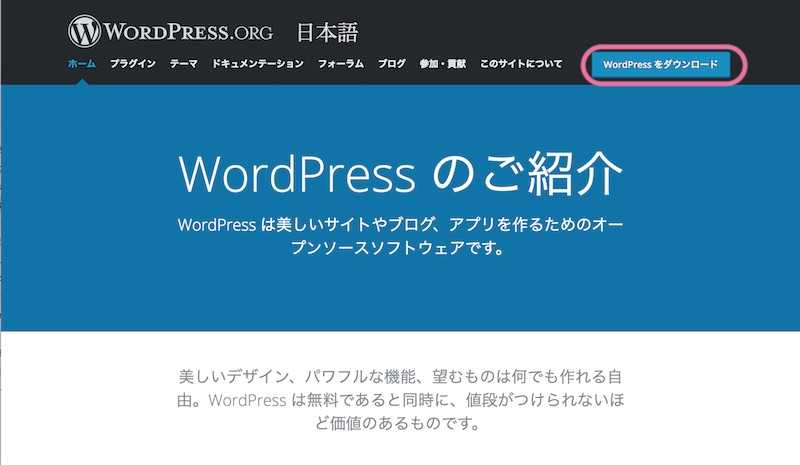 WORDPRESS.ORG 日本語
ホーム プラグイン テーマ ドキュメンテーション フォーラム ブログ 参加・貢献 このサイトについて WordPress をダウンロード
WordPress のご紹介
WordPress は美しいサイトやブログ、アプリを作るためのオー
プンソースソフトウェアです。
美しいデザイン、パワフルな機能、望むものは何でも作れる自
由。WordPress は無料であると同時に、値段がつけられないほ
ど価値のあるものです。